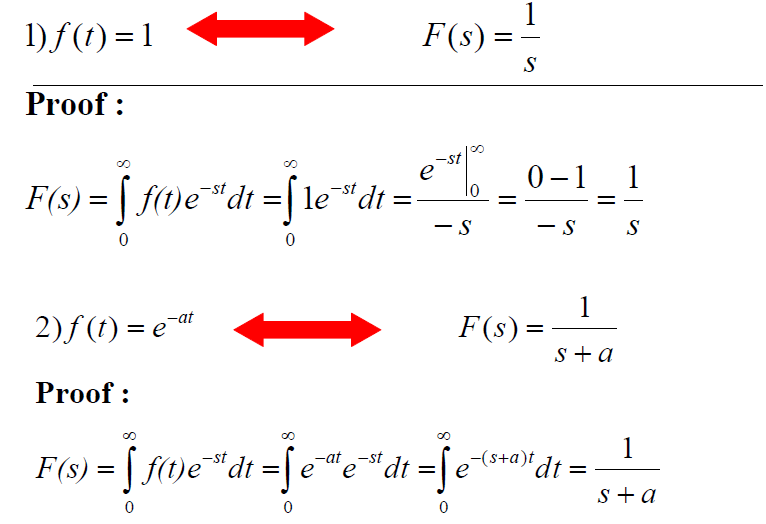 1) f(t) = 1 ⟷ F(s) = 1/s
Proof :
F(s) = ∫₀^∞ f(t)e^{-st}dt = ∫₀^∞ 1e^{-st}dt = e^{-st}|₀^∞ / -s = (0 - 1)/(-s) = 1/s
2) f(t) = e^{-at} ⟷ F(s) = 1/(s + a)
Proof :
F(s) = ∫₀^∞ f(t)e^{-st}dt = ∫₀^∞ e^{-at}e^{-st}dt = ∫₀^∞ e^{-(s+a)t}dt = 1/(s + a)